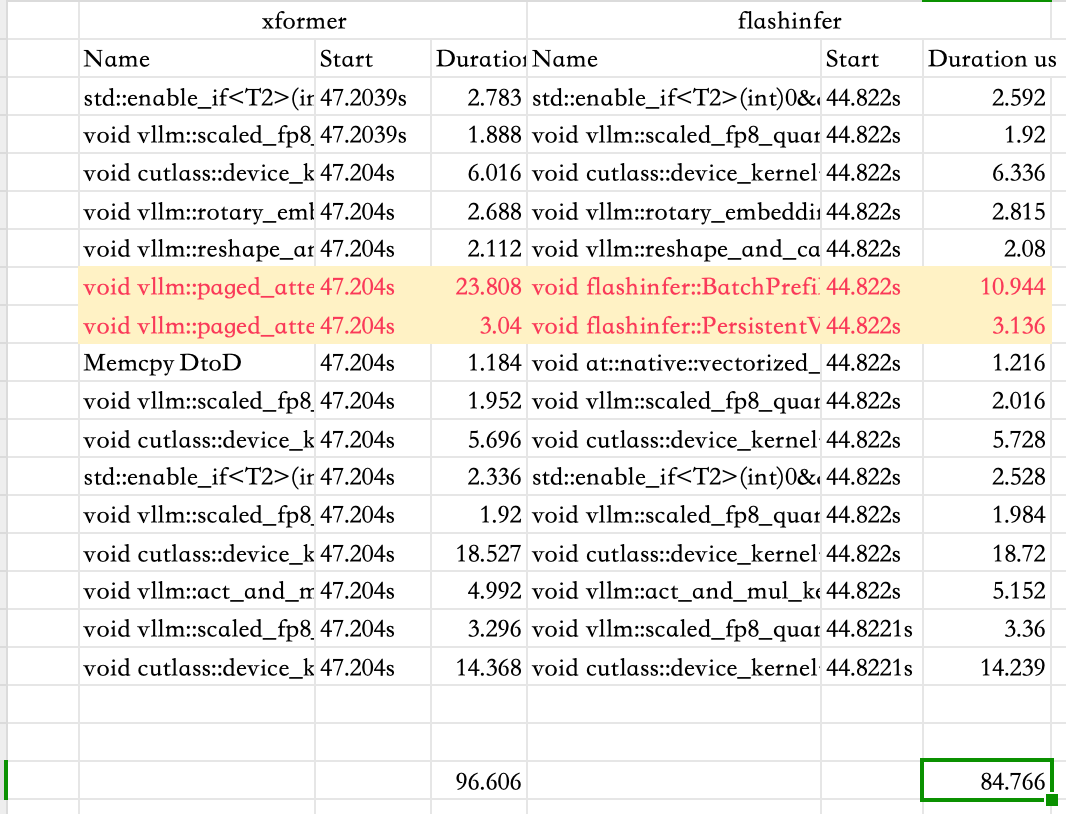 xformer flashinfer
Name Start Duration Name Start Duration us
std::enable_if<T2>(in 47.2039s 2.783 std::enable_if<T2>(int)0&& 44.822s 2.592
void vllm::scaled_fp8_ 47.2039s 1.888 void vllm::scaled_fp8_quan 44.822s 1.92
void cutlass::device_k 47.204s 6.016 void cutlass::device_kernel 44.822s 6.336
void vllm::rotary_emb 47.204s 2.688 void vllm::rotary_embeddin 44.822s 2.815
void vllm::reshape_an 47.204s 2.112 void vllm::reshape_and_ca 44.822s 2.08
void vllm::paged_atte 47.204s 23.808 void flashinfer::BatchPrefil 44.822s 10.944
void vllm::paged_atte 47.204s 3.04 void flashinfer::PersistentV 44.822s 3.136
Memcpy DtoD 47.204s 1.184 void at::native::vectorized_ 44.822s 1.216
void vllm::scaled_fp8_ 47.204s 1.952 void vllm::scaled_fp8_quan 44.822s 2.016
void cutlass::device_k 47.204s 5.696 void cutlass::device_kernel 44.822s 5.728
std::enable_if<T2>(in 47.204s 2.336 std::enable_if<T2>(int)0&& 44.822s 2.528
void vllm::scaled_fp8_ 47.204s 1.92 void vllm::scaled_fp8_quan 44.822s 1.984
void cutlass::device_k 47.204s 18.527 void cutlass::device_kernel 44.822s 18.72
void vllm::act_and_m 47.204s 4.992 void vllm::act_and_mul_ke 44.822s 5.152
void vllm::scaled_fp8_ 47.204s 3.296 void vllm::scaled_fp8_quan 44.8221s 3.36
void cutlass::device_k 47.204s 14.368 void cutlass::device_kernel 44.8221s 14.239
96.606 84.766